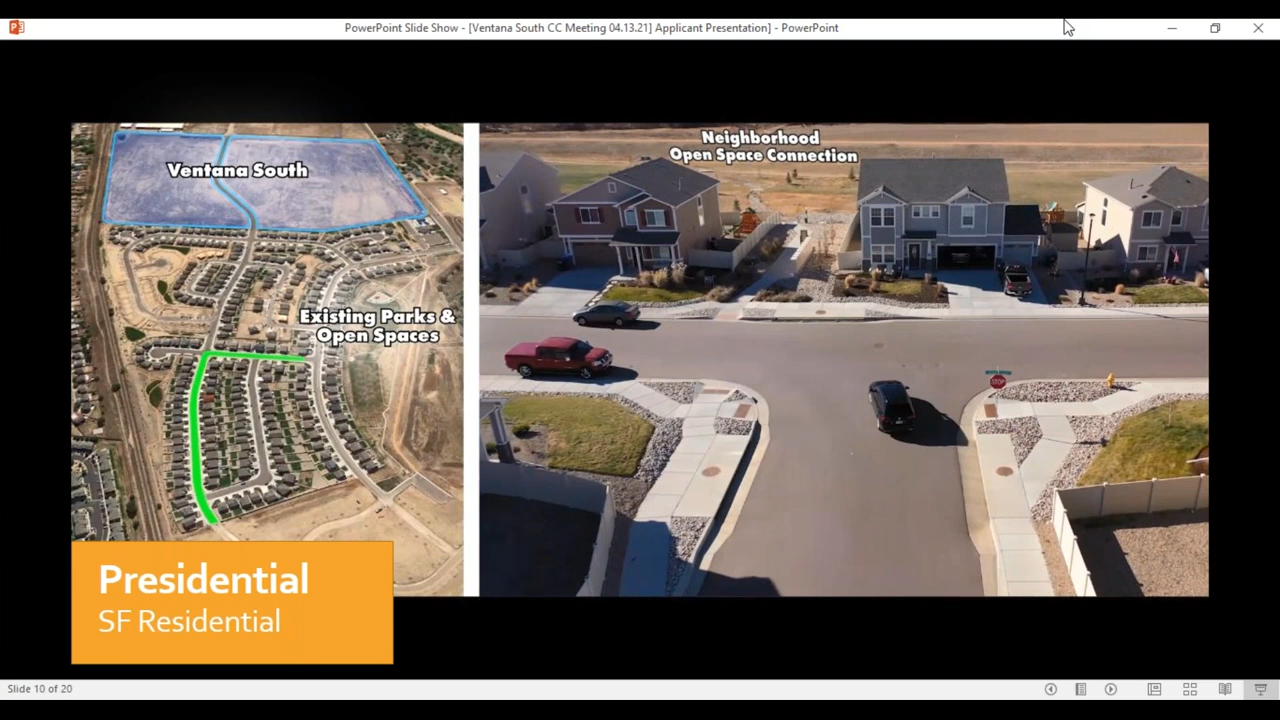 PowerPoint Slide Show - [Ventana South CC Meeting 04.13.21] Applicant Presentation] - PowerPoint
Ventana South
Existing Parks &
Open Spaces
Neighborhood
Open Space Connection
STOP
Presidential
SF Residential
Slide 10 of 20